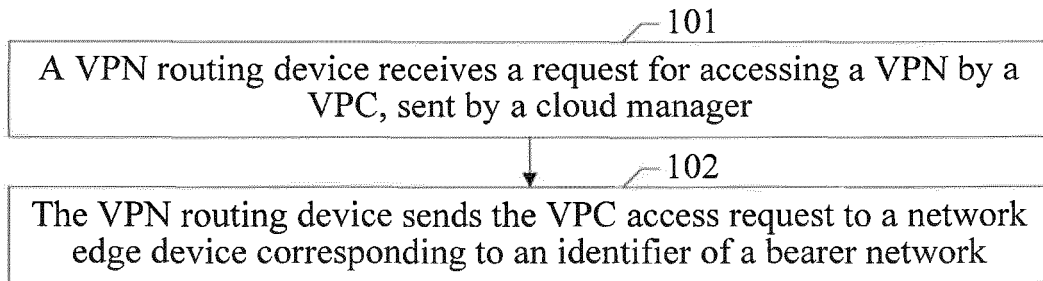 101
A VPN routing device receives a request for accessing a VPN by a
VPC, sent by a cloud manager
102
The VPN routing device sends the VPC access request to a network
edge device corresponding to an identifier of a bearer network